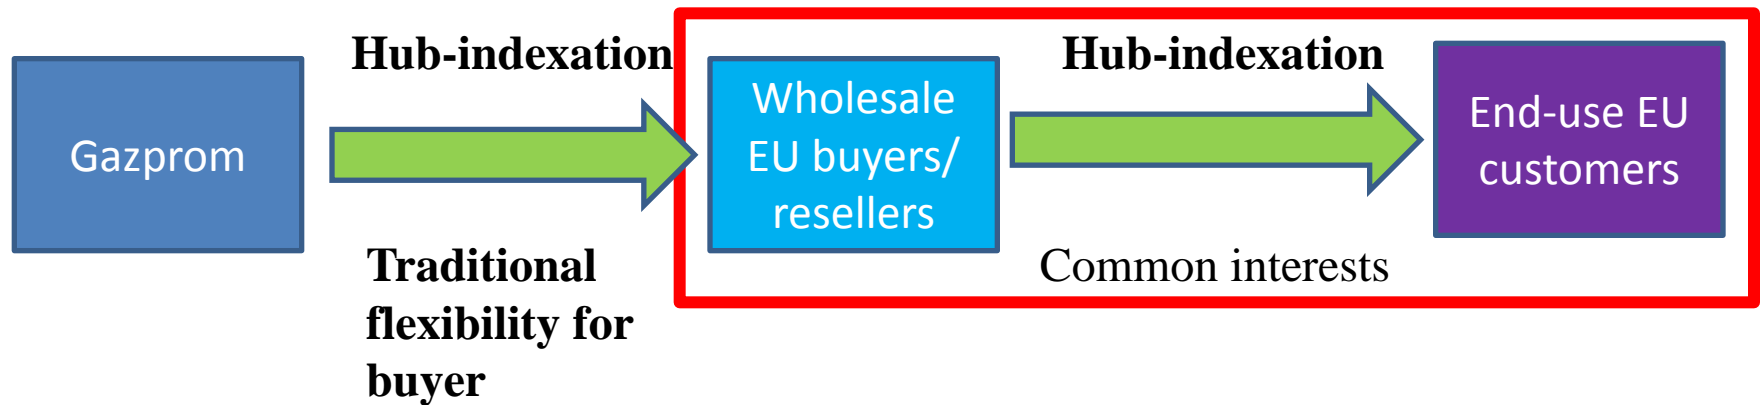 Hub-indexation
Hub-indexation
Gazprom
Wholesale
EU buyers/
resellers
End-use EU
customers
Traditional
flexibility for
buyer
Common interests